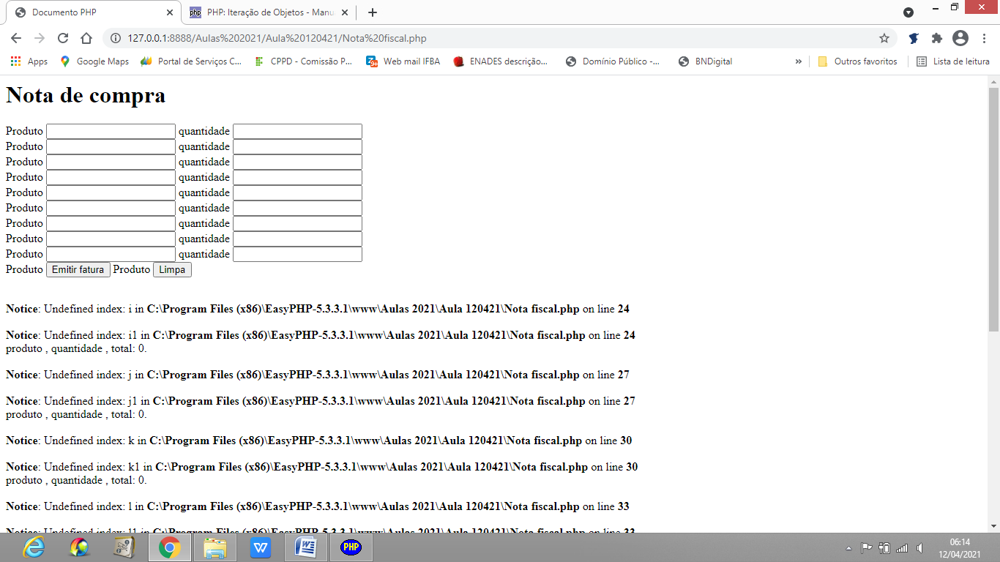 Documento PHP
php PHP: Iteração de Objetos - Manu
127.0.0.1:8888/Aulas%202021/Aula%20120421/Nota%20fiscal.php
Apps Google Maps Portal de Serviços C... CPPD - Comissão P... Web mail IFBA ENADES descrição... Domínio Público -... BNDigital » Outros favoritos Lista de leitura
Nota de compra
Produto quantidade
Produto quantidade
Produto quantidade
Produto quantidade
Produto quantidade
Produto quantidade
Produto quantidade
Produto quantidade
Produto quantidade
Produto Emitir fatura Produto Limpa
Notice: Undefined index: i in C:\Program Files (x86)\EasyPHP-5.3.3.1\www\Aulas 2021\Aula 120421\Nota fiscal.php on line 24
Notice: Undefined index: i1 in C:\Program Files (x86)\EasyPHP-5.3.3.1\www\Aulas 2021\Aula 120421\Nota fiscal.php on line 24
produto , quantidade , total: 0.
Notice: Undefined index: j in C:\Program Files (x86)\EasyPHP-5.3.3.1\www\Aulas 2021\Aula 120421\Nota fiscal.php on line 27
Notice: Undefined index: j1 in C:\Program Files (x86)\EasyPHP-5.3.3.1\www\Aulas 2021\Aula 120421\Nota fiscal.php on line 27
produto , quantidade , total: 0.
Notice: Undefined index: k in C:\Program Files (x86)\EasyPHP-5.3.3.1\www\Aulas 2021\Aula 120421\Nota fiscal.php on line 30
Notice: Undefined index: k1 in C:\Program Files (x86)\EasyPHP-5.3.3.1\www\Aulas 2021\Aula 120421\Nota fiscal.php on line 30
produto , quantidade , total: 0.
Notice: Undefined index: l in C:\Program Files (x86)\EasyPHP-5.3.3.1\www\Aulas 2021\Aula 120421\Nota fiscal.php on line 33
Notice: Undefined index: l1 in C:\Program Files (x86)\EasyPHP-5.3.3.1\www\Aulas 2021\Aula 120421\Nota fiscal.php on line 33
PHP
06:14
12/04/2021